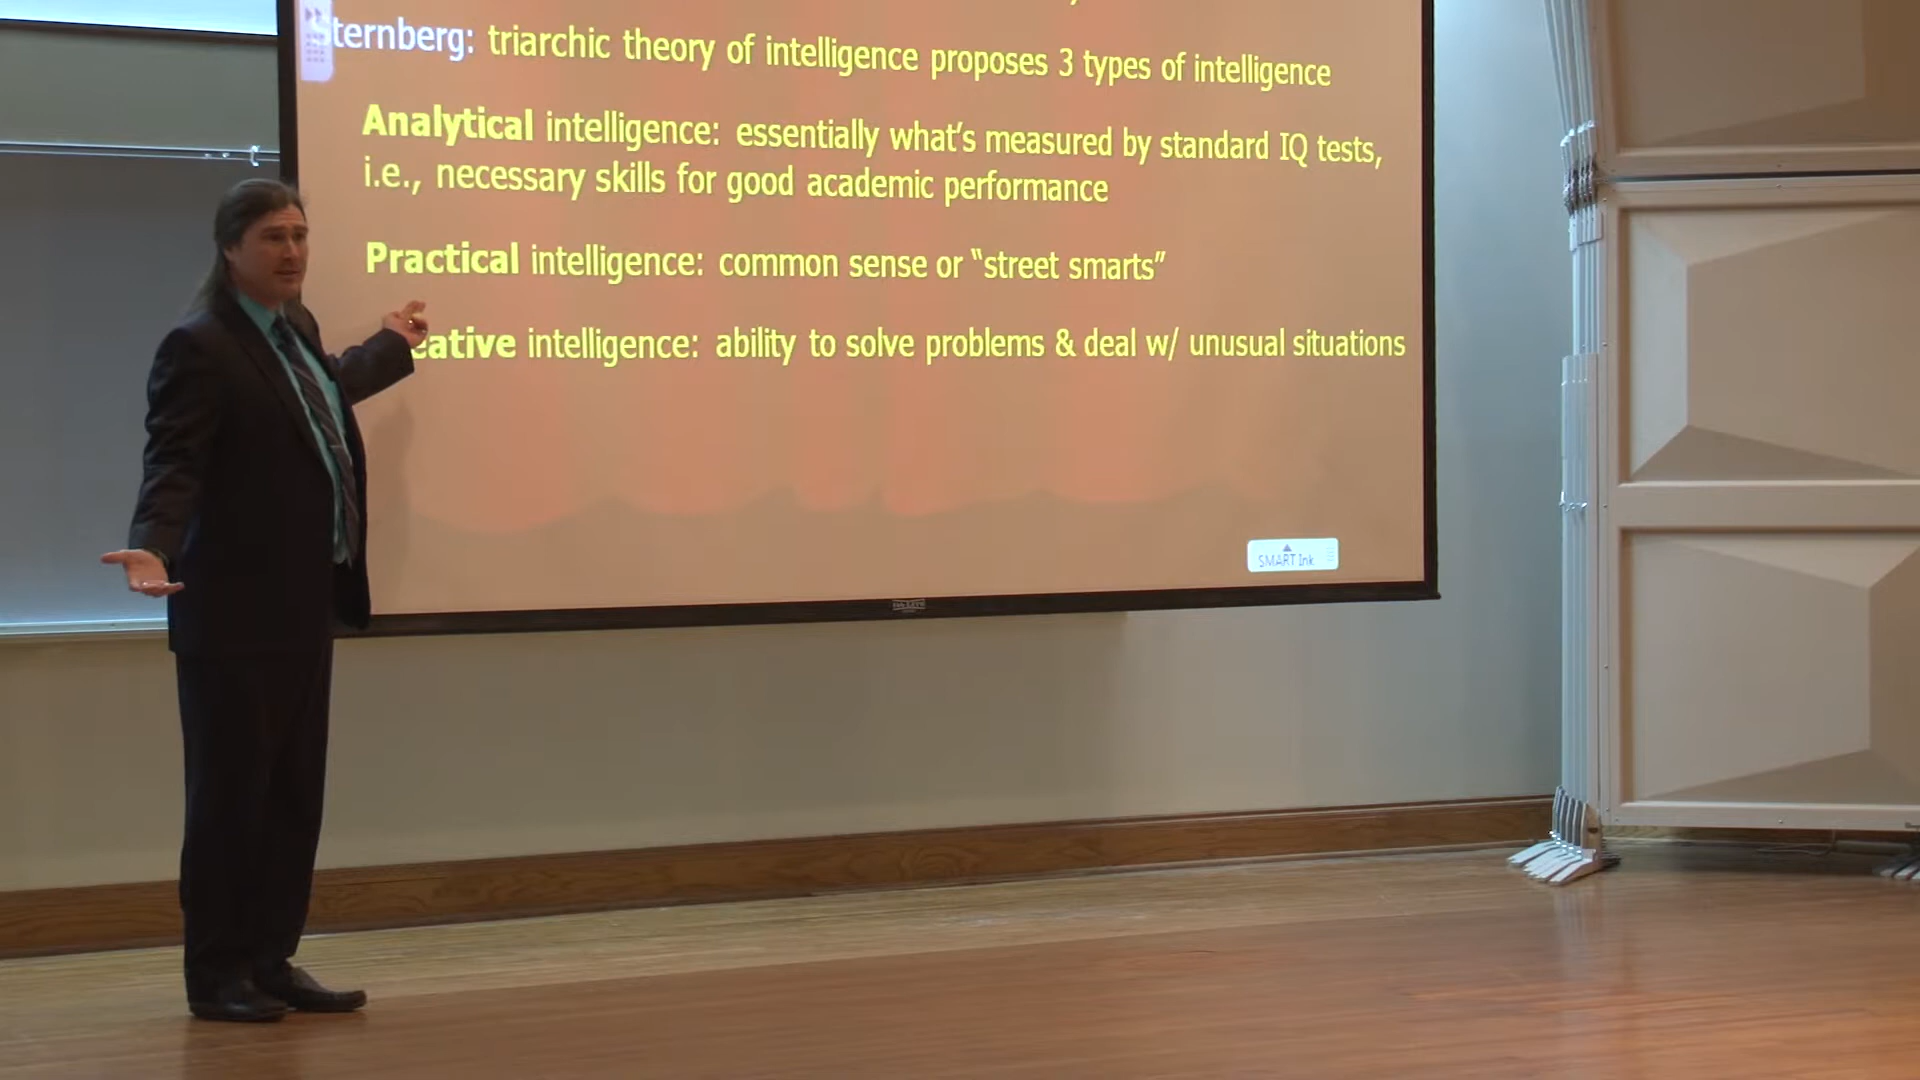 Sternberg: triarchic theory of intelligence proposes 3 types of intelligence
Analytical intelligence: essentially what's measured by standard IQ tests,
i.e., necessary skills for good academic performance
Practical intelligence: common sense or “street smarts”
eative intelligence: ability to solve problems & deal w/ unusual situations
SMART Ink